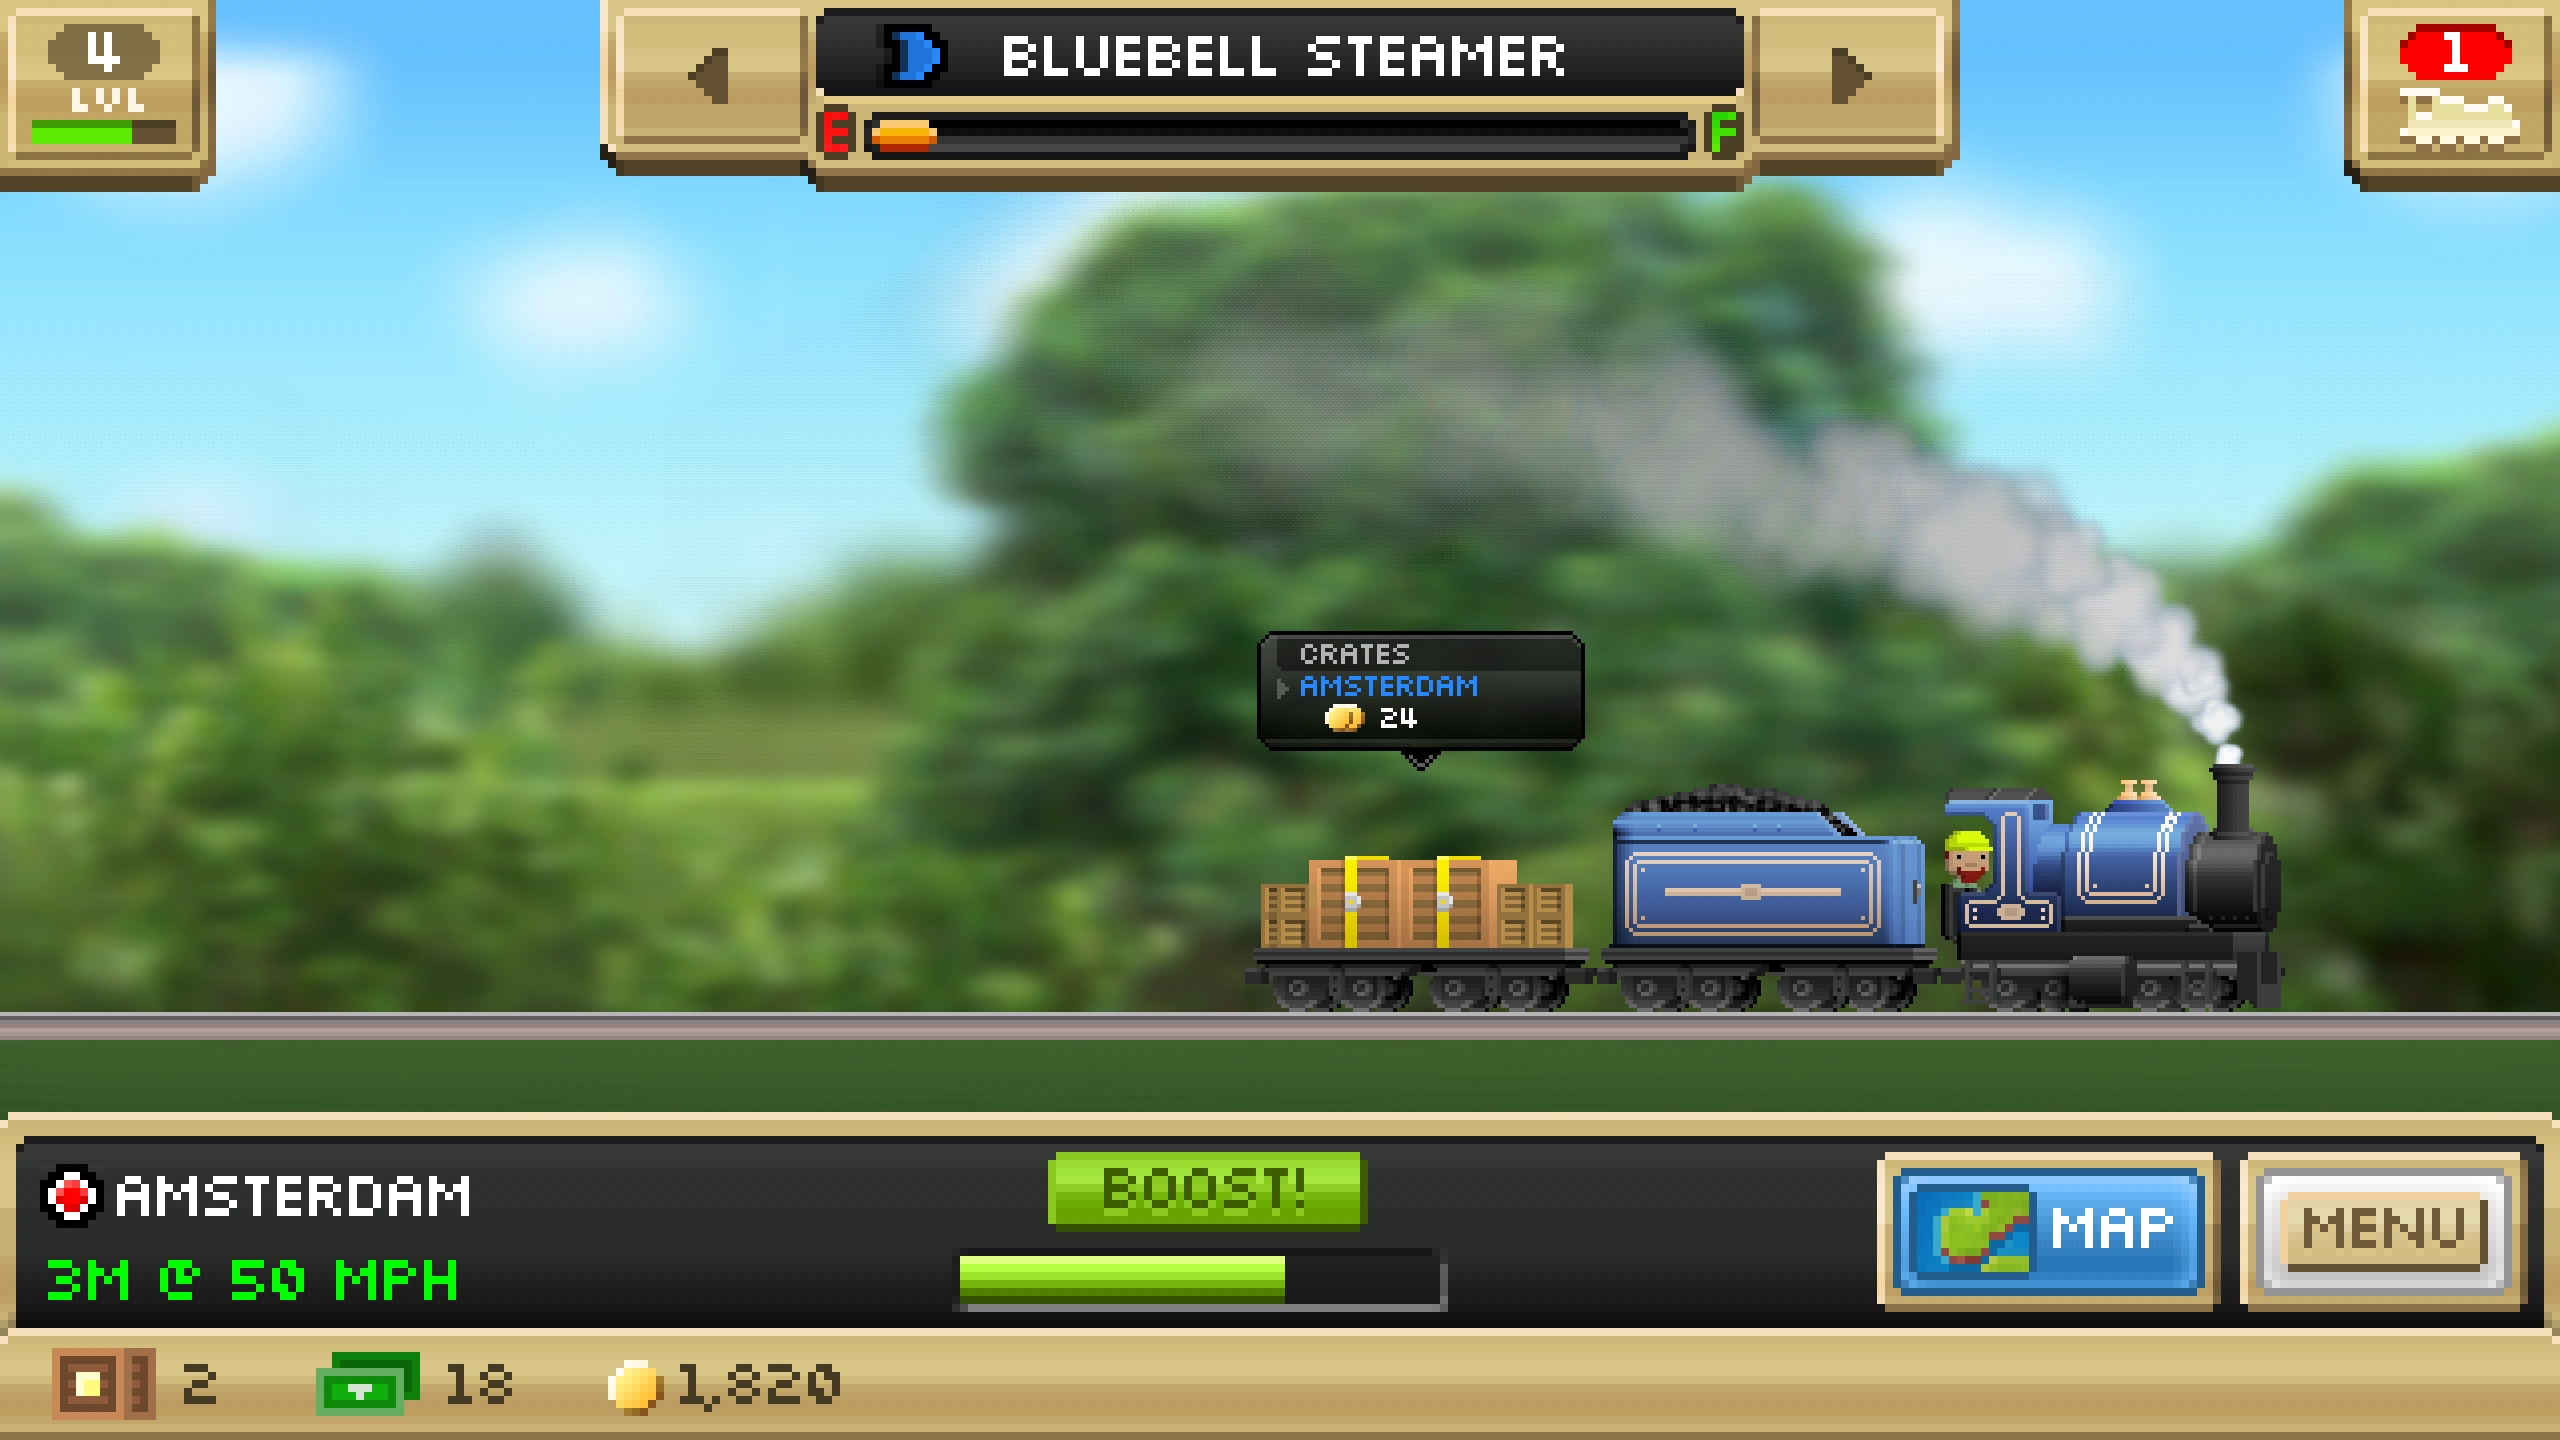 4
LVL
BLUEBELL STEAMER
E F
1
CRATES
AMSTERDAM
24
AMSTERDAM
3M @ 50 MPH
BOOST!
MAP
MENU
2 18 1,820